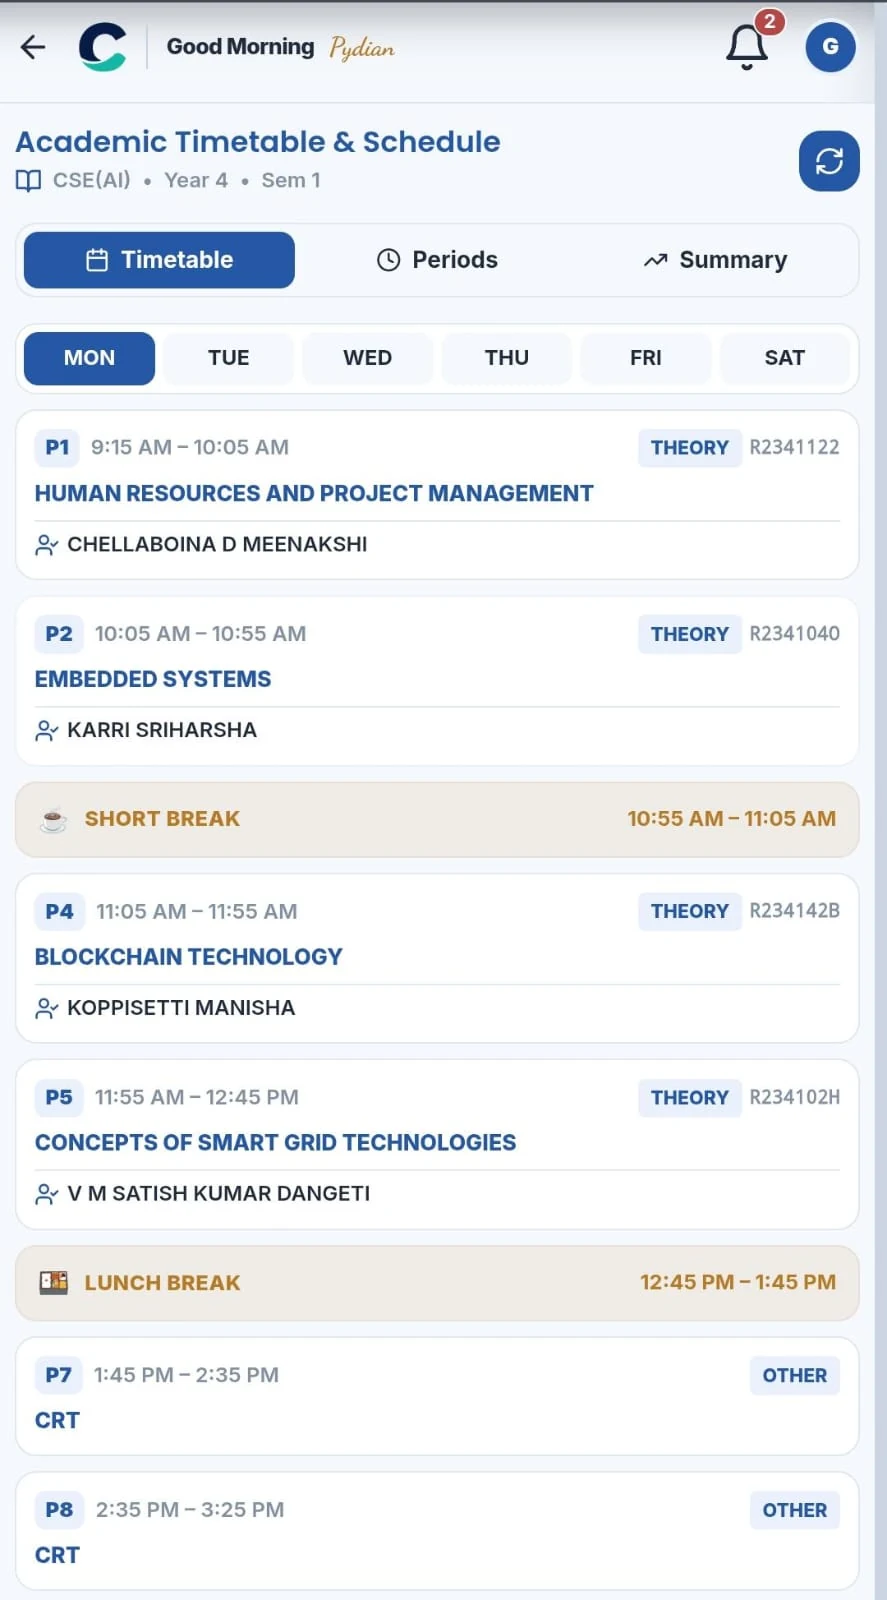 Good Morning Pydian
2
G
Academic Timetable & Schedule
CSE(AI) • Year 4 • Sem 1
Timetable
Periods
Summary
MON
TUE
WED
THU
FRI
SAT
P1 9:15 AM – 10:05 AM THEORY R2341122
HUMAN RESOURCES AND PROJECT MANAGEMENT
CHELLABOINA D MEENAKSHI
P2 10:05 AM – 10:55 AM THEORY R2341040
EMBEDDED SYSTEMS
KARRI SRIHARSHA
SHORT BREAK 10:55 AM – 11:05 AM
P4 11:05 AM – 11:55 AM THEORY R234142B
BLOCKCHAIN TECHNOLOGY
KOPPISETTI MANISHA
P5 11:55 AM – 12:45 PM THEORY R234102H
CONCEPTS OF SMART GRID TECHNOLOGIES
V M SATISH KUMAR DANGETI
LUNCH BREAK 12:45 PM – 1:45 PM
P7 1:45 PM – 2:35 PM OTHER
CRT
P8 2:35 PM – 3:25 PM OTHER
CRT